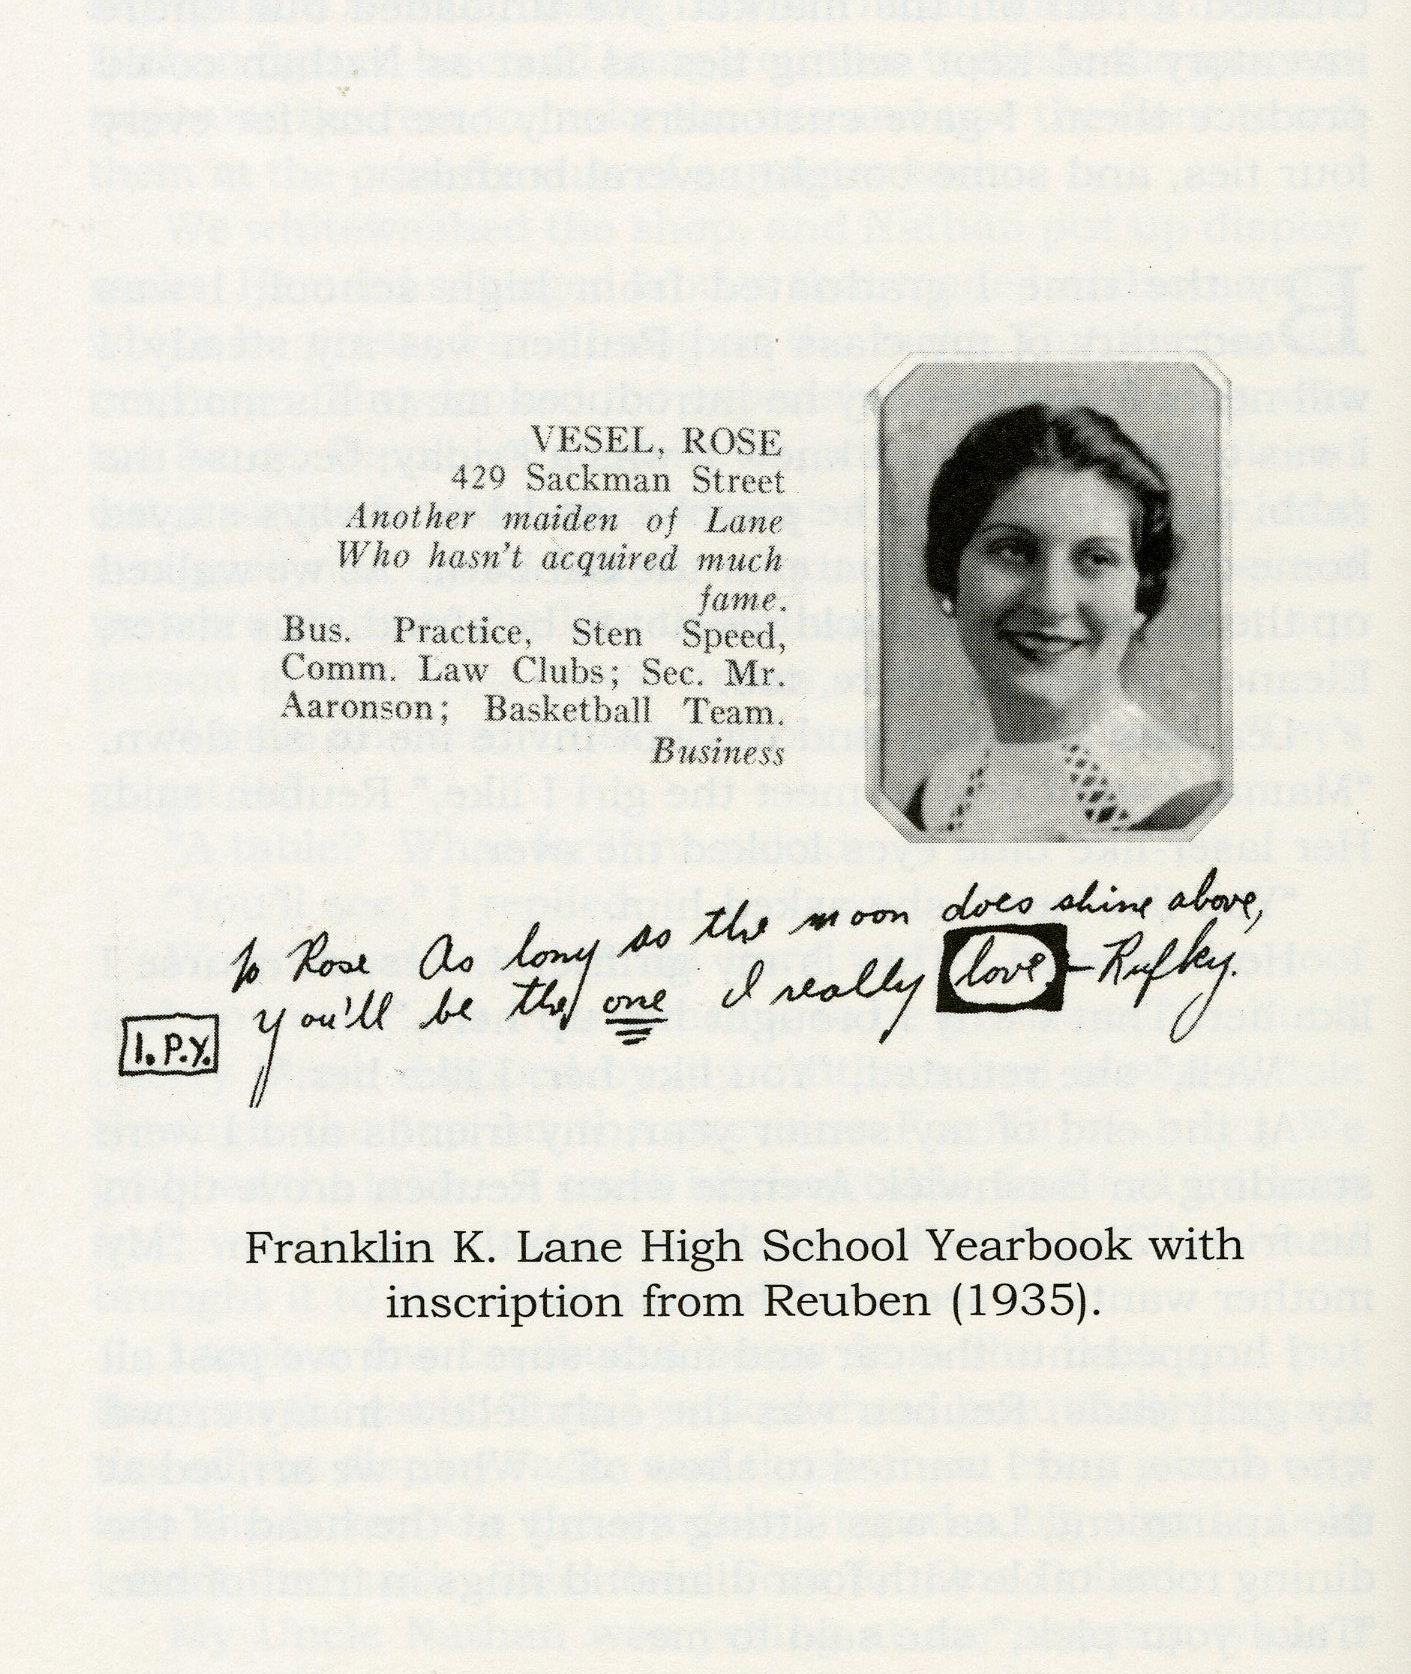 VESEL, ROSE
429 Sackman Street
Another maiden of Lane
Who hasn't acquired much
fame.
Bus. Practice, Sten Speed,
Comm. Law Clubs; Sec. Mr.
Aaronson; Basketball Team.
Business
To Rose As long as the moon does shine above,
you'll be the one I really love - Rufky.
I.P.Y.
Franklin K. Lane High School Yearbook with
inscription from Reuben (1935).